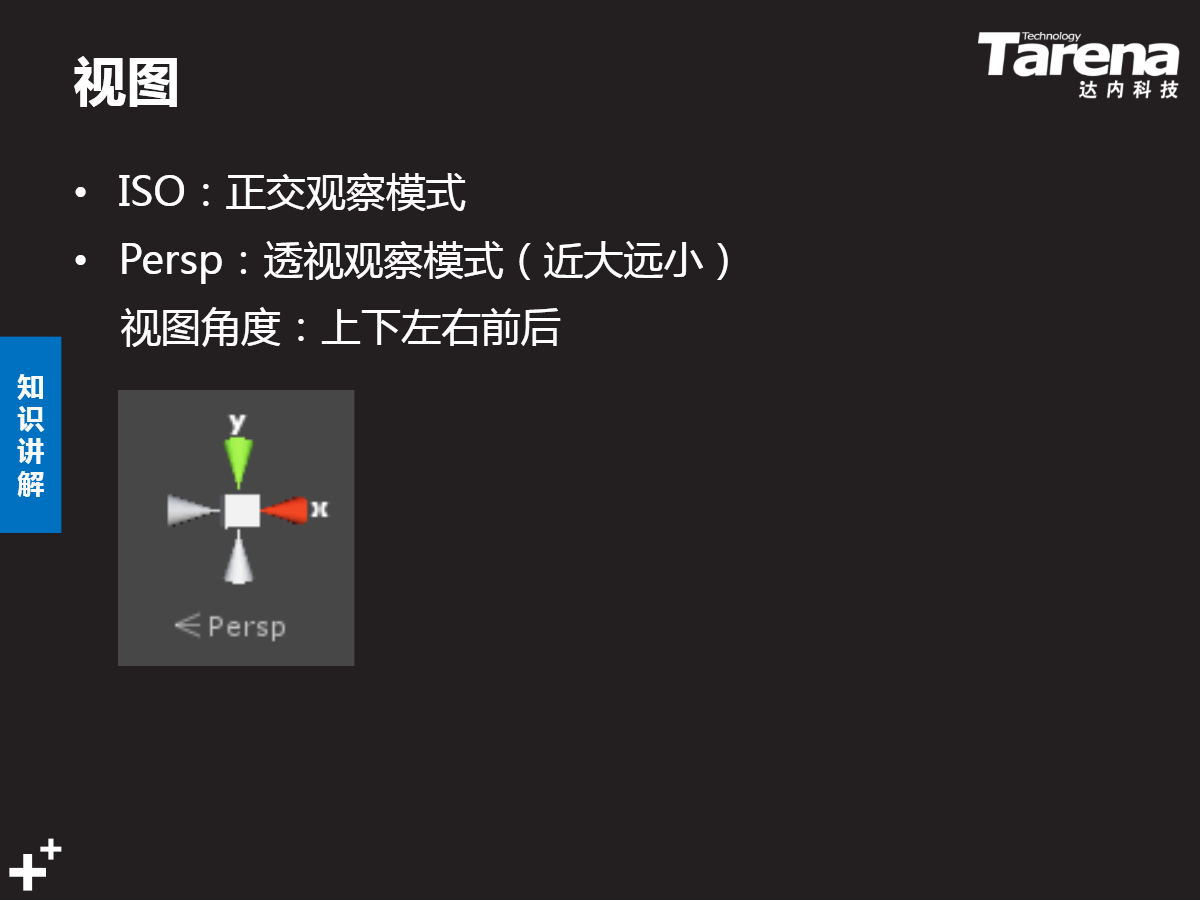 视图
Technology
Tarena
达内科技
• ISO：正交观察模式
• Persp：透视观察模式（近大远小）
视图角度：上下左右前后
知识讲解
y
x
Persp